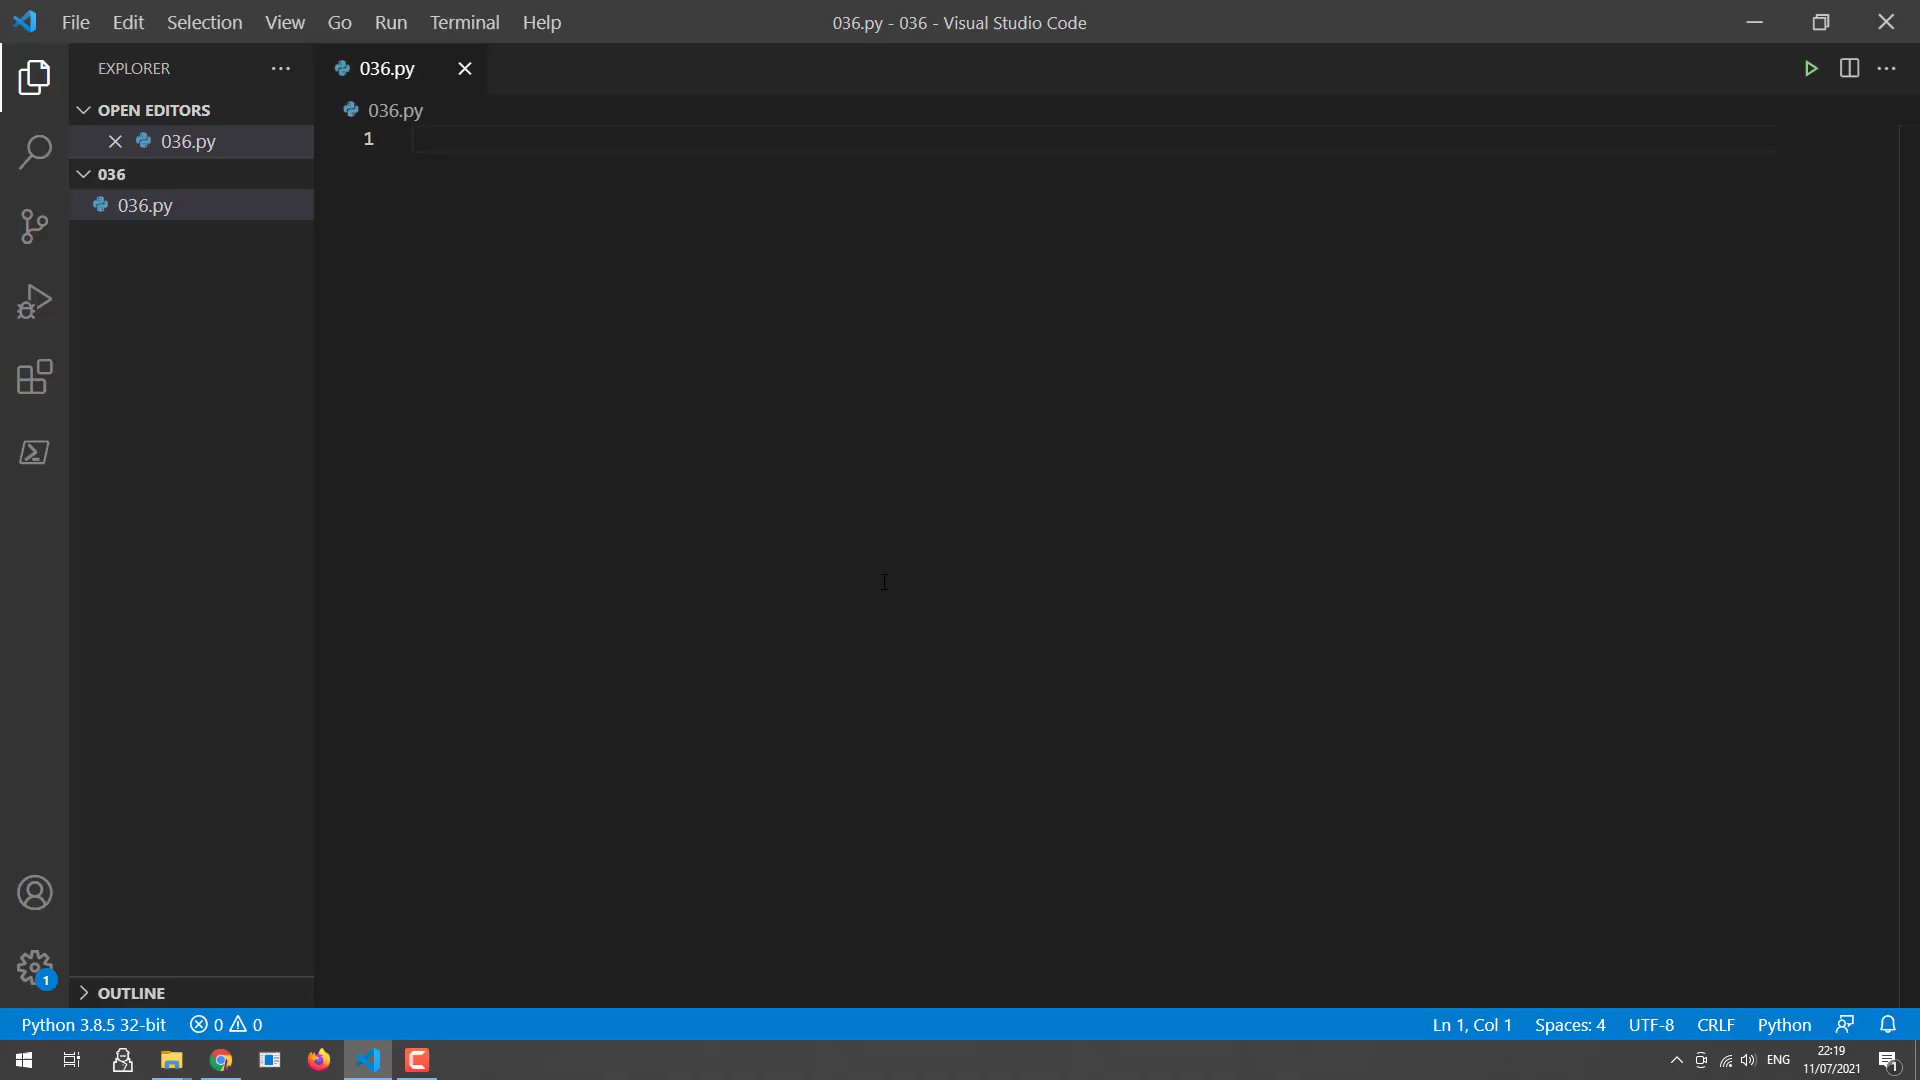 File Edit Selection View Go Run Terminal Help
036.py - 036 - Visual Studio Code
EXPLORER
036.py
OPEN EDITORS
036.py
036.py
1
036
036.py
1
OUTLINE
Python 3.8.5 32-bit
0
0
Ln 1, Col 1
Spaces: 4
UTF-8
CRLF
Python
ENG
22:19
11/07/2021
1